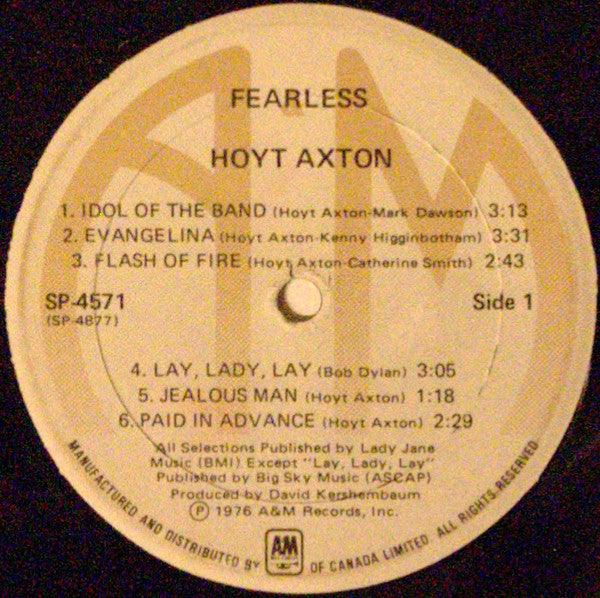 FEARLESS
HOYT AXTON
1. IDOL OF THE BAND (Hoyt Axton-Mark Dawson) 3:13
2. EVANGELINA (Hoyt Axton-Kenny Higginbotham) 3:31
3. FLASH OF FIRE (Hoyt Axton-Catherine Smith) 2:43
SP-4571
(SP-4877)
Side 1
4. LAY, LADY, LAY (Bob Dylan) 3:05
5. JEALOUS MAN (Hoyt Axton) 1:18
6. PAID IN ADVANCE (Hoyt Axton) 2:29
All Selections Published by Lady Jane
Music (BMI) Except "Lay, Lady, Lay"
Published by Big Sky Music (ASCAP)
Produced by David Kershembaum
Ⓟ 1976 A&M Records, Inc.
MANUFACTURED AND DISTRIBUTED BY A&M OF CANADA LIMITED. ALL RIGHTS RESERVED
A&M